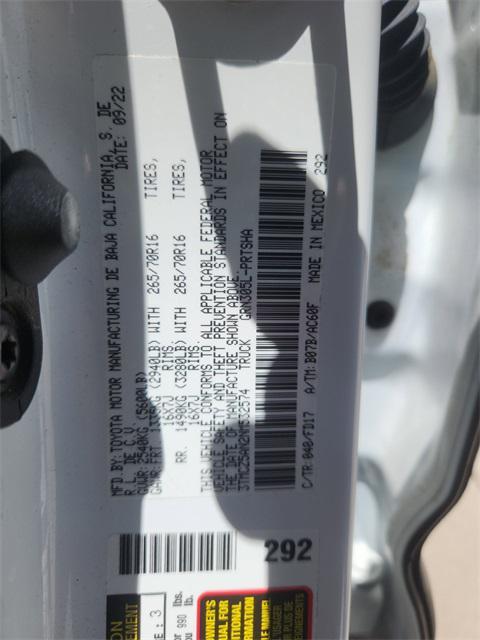 MFD.BY:TOYOTA MOTOR MANUFACTURING DE BAJA CALIFORNIA, S. DE
R.L. DE C.V. DATE: 09/22
GVWR:2540KG(5600LB)
GAWR:FRT 1335KG(2940LB) WITH 265/70R16 TIRES,
16X7J RIMS,
RR. 1490KG(3280LB) WITH 265/70R16 TIRES,
16X7J RIMS,
THIS VEHICLE CONFORMS TO ALL APPLICABLE FEDERAL MOTOR
VEHICLE SAFETY AND THEFT PREVENTION STANDARDS IN EFFECT ON
THE DATE OF MANUFACTURE SHOWN ABOVE.
3TMCZ5AN2NM532574 TRUCK GRN305L-PRTSHA
C/TR:040/FD17 A/TM:B07B/AC60F MADE IN MEXICO 292
292